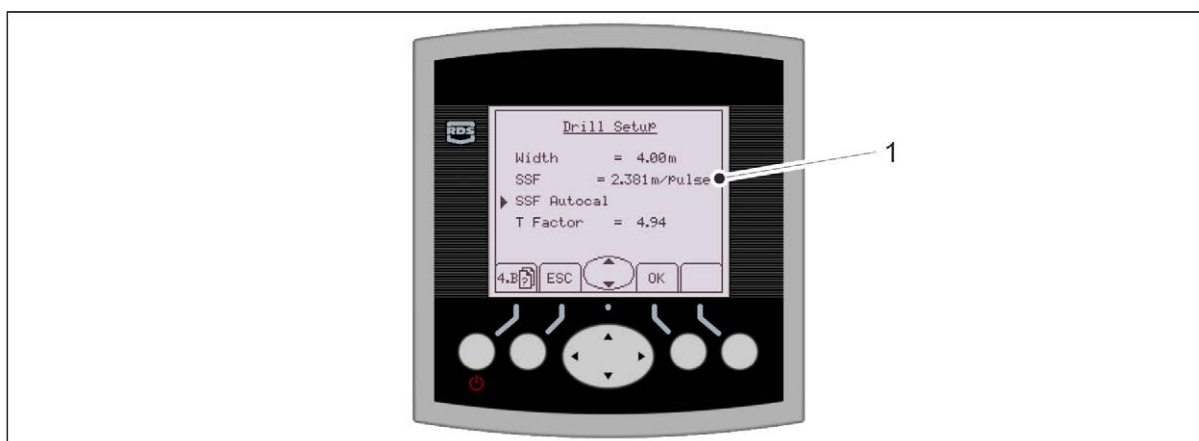 RDS
Drill Setup
Width = 4.00m
SSF = 2.381m/pulse
SSF Autocal
T Factor = 4.94
4.B ? ESC OK
1